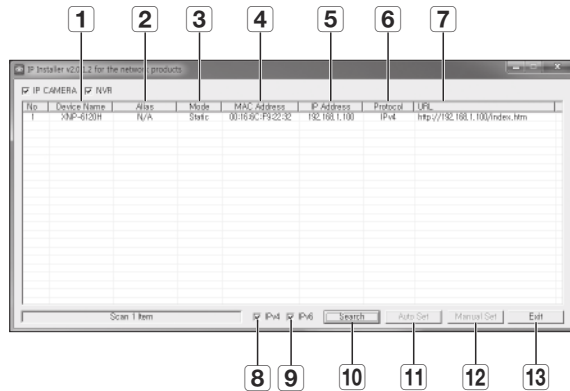 1 2 3 4 5 6 7
IP Installer v2.01.2 for the network products
IP CAMERA NVR
No Device Name Alias Mode MAC Address IP Address Protocol URL
1 XNP-6120H N/A Static 00:16:6C:F9:22:32 192.168.1.100 IPv4 http://192.168.1.100/index.htm
Scan 1 Item IPv4 IPv6 Search Auto Set Manual Set Exit
8 9 10 11 12 13